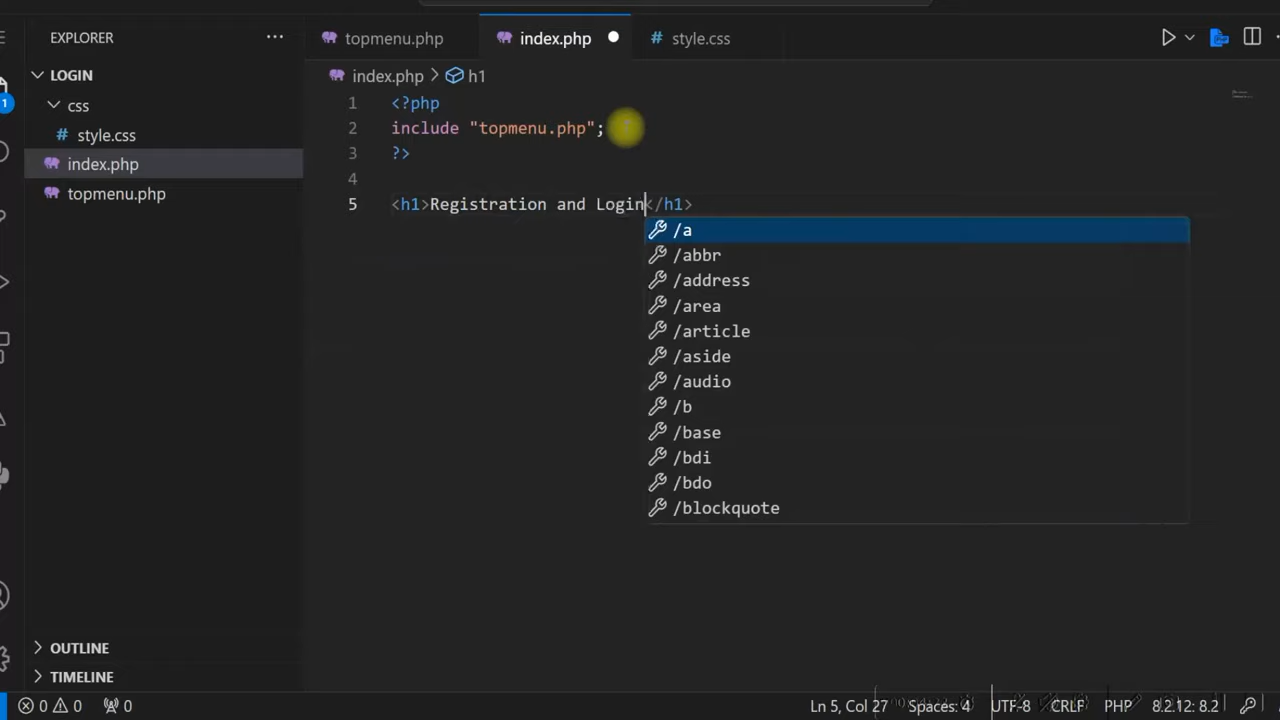 EXPLORER
LOGIN
css
# style.css
index.php
topmenu.php
OUTLINE
TIMELINE
1
topmenu.php
index.php
# style.css
index.php > h1
1 <?php
2 include "topmenu.php";
3 ?>
4
5 <h1>Registration and Login</h1>
/a
/abbr
/address
/area
/article
/aside
/audio
/b
/base
/bdi
/bdo
/blockquote
0 0 0 Ln 5, Col 27 Spaces: 4 UTF-8 CRLF PHP 8.2.12: 8.2